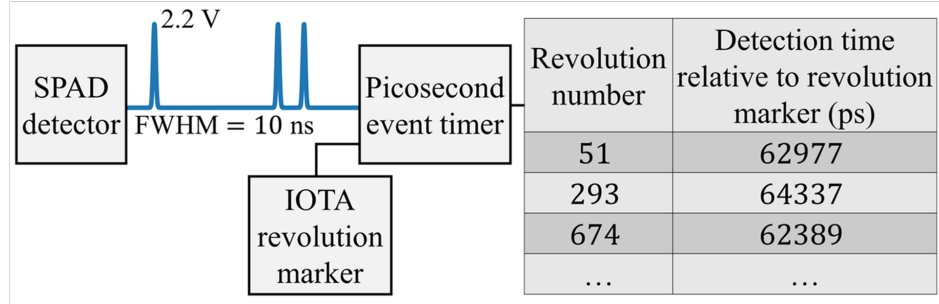 2.2 V
SPAD
detector
FWHM = 10 ns
Picosecond
event timer
IOTA
revolution
marker
Revolution
number
Detection time
relative to revolution
marker (ps)
51 62977
293 64337
674 62389
... ...